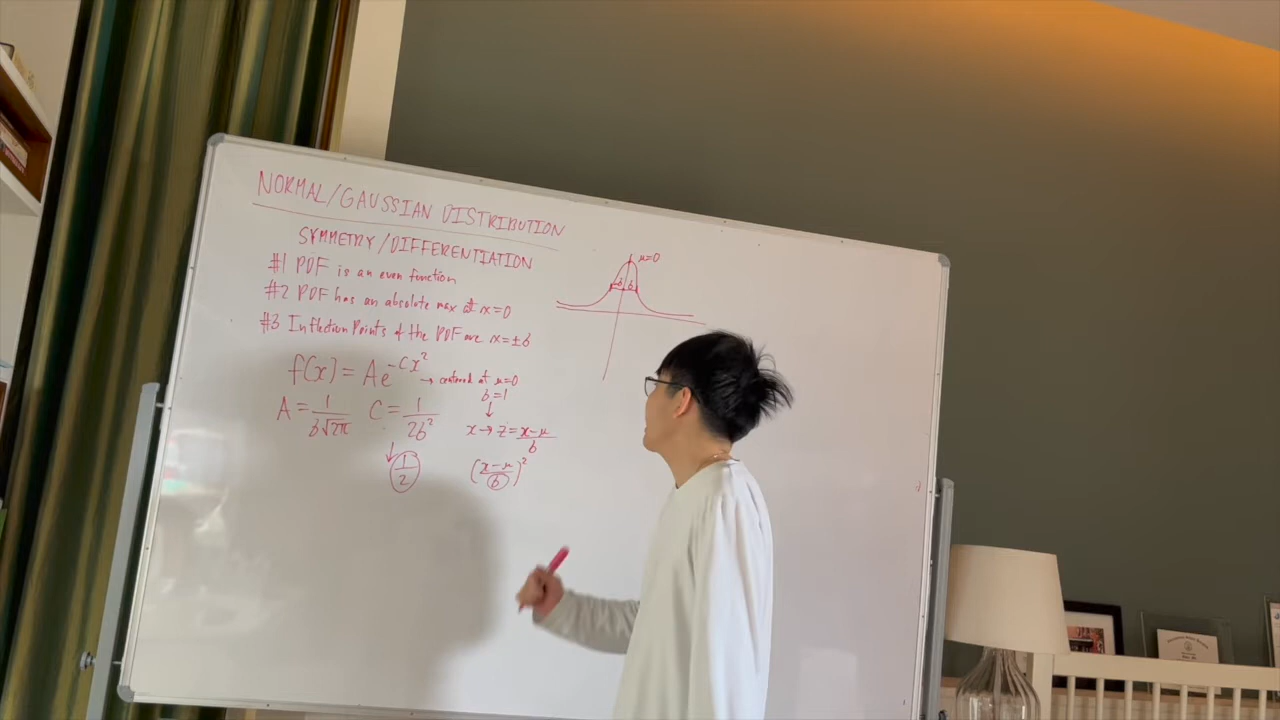 NORMAL/GAUSSIAN DISTRIBUTION
SYMMETRY/DIFFERENTIATION
#1 PDF is an even function
#2 PDF has an absolute max at x=0
#3 Inflection Points of the PDF are x=±σ
f(x)=Ae^{-Cx²} → centered at μ=0
σ=1
↓
A=1/(σ√2π) C=1/(2σ²)
x→z=(x-μ)/σ
↓
1/2
((x-μ)/σ)²
μ=0
σ σ